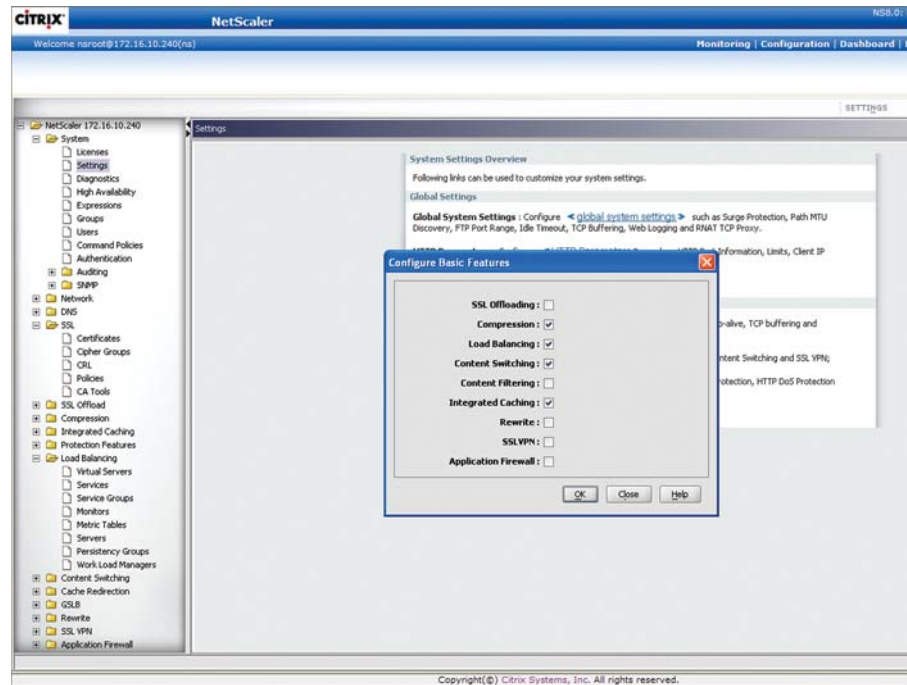 CITRIX
NetScaler
NS8.0:
Welcome nsroot@172.16.10.240(ns)
Monitoring | Configuration | Dashboard |
SETTINGS
NetScaler 172.16.10.240
System
Licenses
Settings
Diagnostics
High Availability
Expressions
Groups
Users
Command Policies
Authentication
Auditing
SNMP
Network
DNS
SSL
Certificates
Cipher Groups
CRL
Policies
CA Tools
SSL Offload
Compression
Integrated Caching
Protection Features
Load Balancing
Virtual Servers
Services
Service Groups
Monitors
Metric Tables
Servers
Persistency Groups
Work Load Managers
Content Switching
Cache Redirection
GSLB
Rewrite
SSL VPN
Application Firewall
Settings
System Settings Overview
Following links can be used to customize your system settings.
Global Settings
Global System Settings : Configure < global system settings > such as Surge Protection, Path MTU
Discovery, FTP Port Range, Idle Timeout, TCP Buffering, Web Logging and RNAT TCP Proxy.
Information, Limits, Client IP
TCP buffering and
Switching and SSL VPN;
HTTP DoS Protection
Configure Basic Features
SSL Offloading :
Compression :
Load Balancing :
Content Switching :
Content Filtering :
Integrated Caching :
Rewrite :
SSLVPN :
Application Firewall :
OK
Close
Help
Copyright(©) Citrix Systems, Inc. All rights reserved.